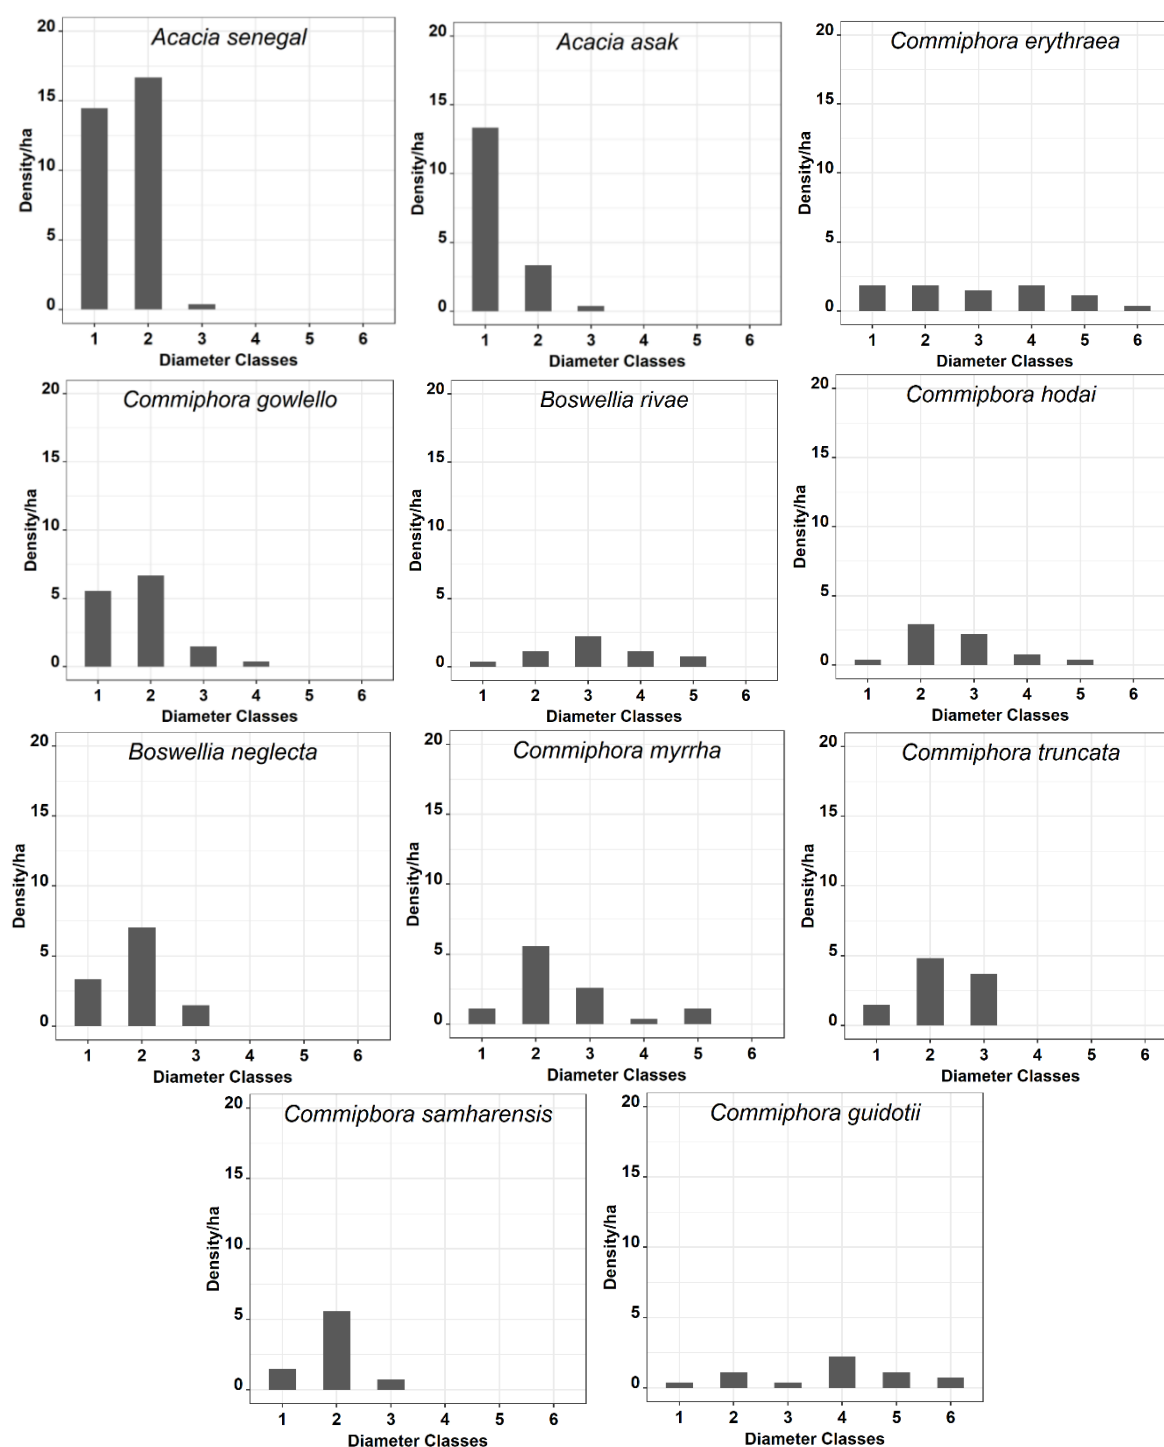 Acacia senegal
20
15
10
5
0
Density/ha
1 2 3 4 5 6
Diameter Classes
Acacia asak
20
15
10
5
0
Density/ha
1 2 3 4 5 6
Diameter Classes
Commiphora erythraea
20
15
10
5
0
Density/ha
1 2 3 4 5 6
Diameter Classes
Commiphora gowlello
20
15
10
5
0
Density/ha
1 2 3 4 5 6
Diameter Classes
Boswellia rivae
20
15
10
5
0
Density/ha
1 2 3 4 5 6
Diameter Classes
Commipbora hodai
20
15
10
5
0
Density/ha
1 2 3 4 5 6
Diameter Classes
Boswellia neglecta
20
15
10
5
0
Density/ha
1 2 3 4 5 6
Diameter Classes
Commiphora myrrha
20
15
10
5
0
Density/ha
1 2 3 4 5 6
Diameter Classes
Commiphora truncata
20
15
10
5
0
Density/ha
1 2 3 4 5 6
Diameter Classes
Commipbora samharensis
20
15
10
5
0
Density/ha
1 2 3 4 5 6
Diameter Classes
Commiphora guidotii
20
15
10
5
0
Density/ha
1 2 3 4 5 6
Diameter Classes